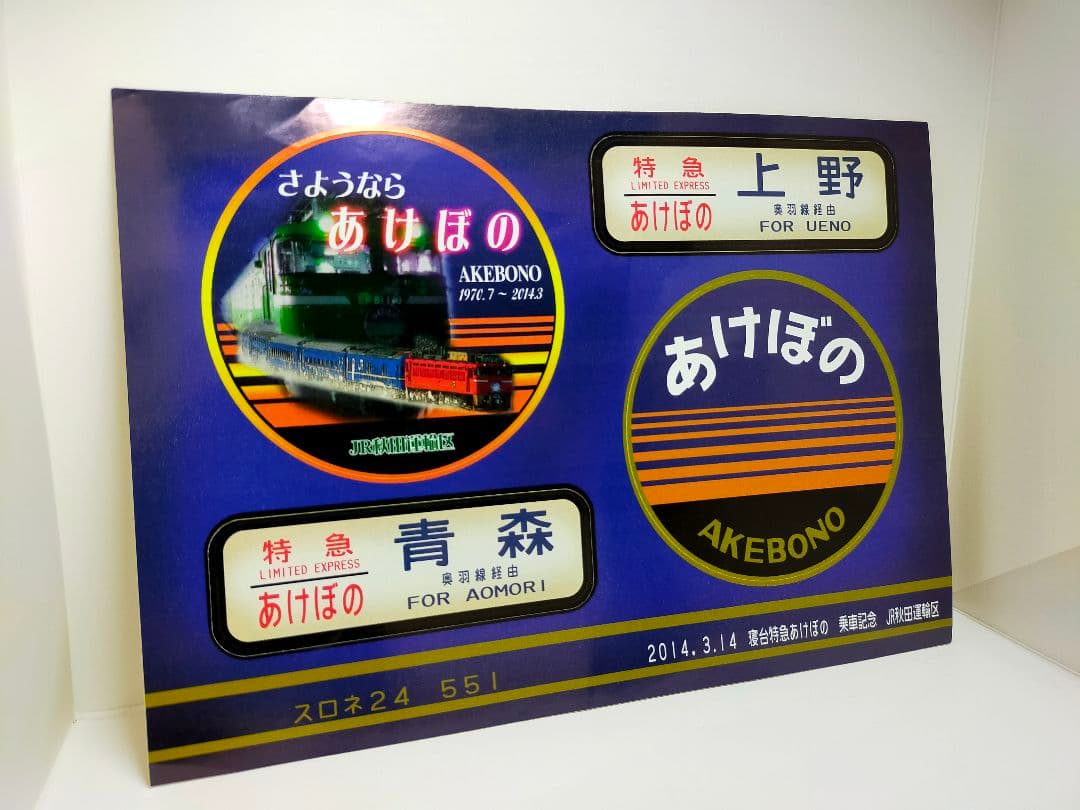 さようなら
あけぼの
AKEBONO
1970.7～2014.3
JR秋田運輸区
特急
LIMITED EXPRESS
あけぼの
上野
奥羽線経由
FOR UENO
あけぼの
AKEBONO
特急
LIMITED EXPRESS
あけぼの
青森
奥羽線経由
FOR AOMORI
2014.3.14 寝台特急あけぼの 乗車記念 JR秋田運輸区
スロネ24 551